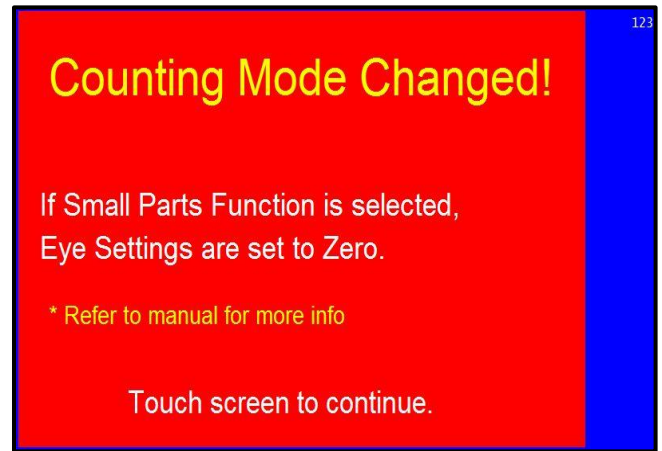 123
Counting Mode Changed!
If Small Parts Function is selected,
Eye Settings are set to Zero.
* Refer to manual for more info
Touch screen to continue.